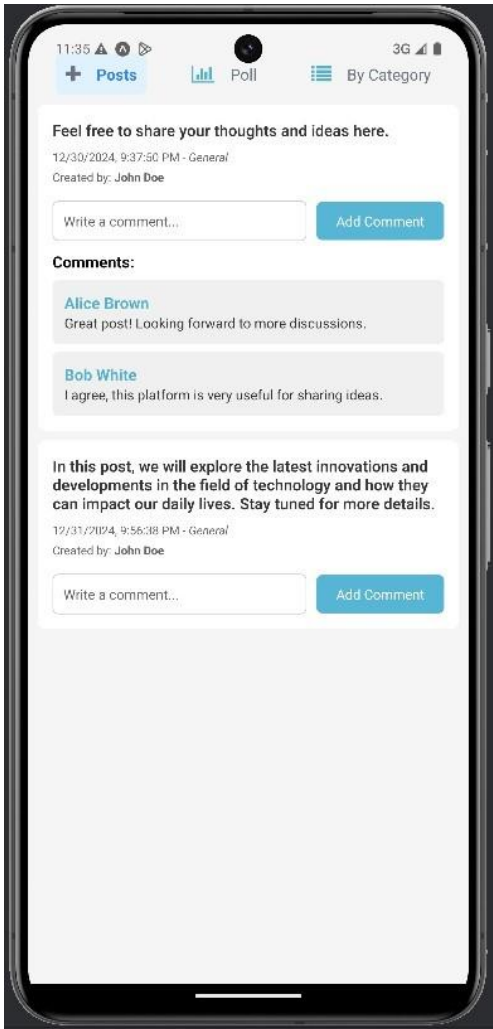 11:35 3G
Posts Poll By Category
Feel free to share your thoughts and ideas here.
12/30/2024, 9:37:50 PM - General
Created by: John Doe
Write a comment... Add Comment
Comments:
Alice Brown
Great post! Looking forward to more discussions.
Bob White
I agree, this platform is very useful for sharing ideas.
In this post, we will explore the latest innovations and
developments in the field of technology and how they
can impact our daily lives. Stay tuned for more details.
12/31/2024, 9:56:38 PM - General
Created by: John Doe
Write a comment... Add Comment